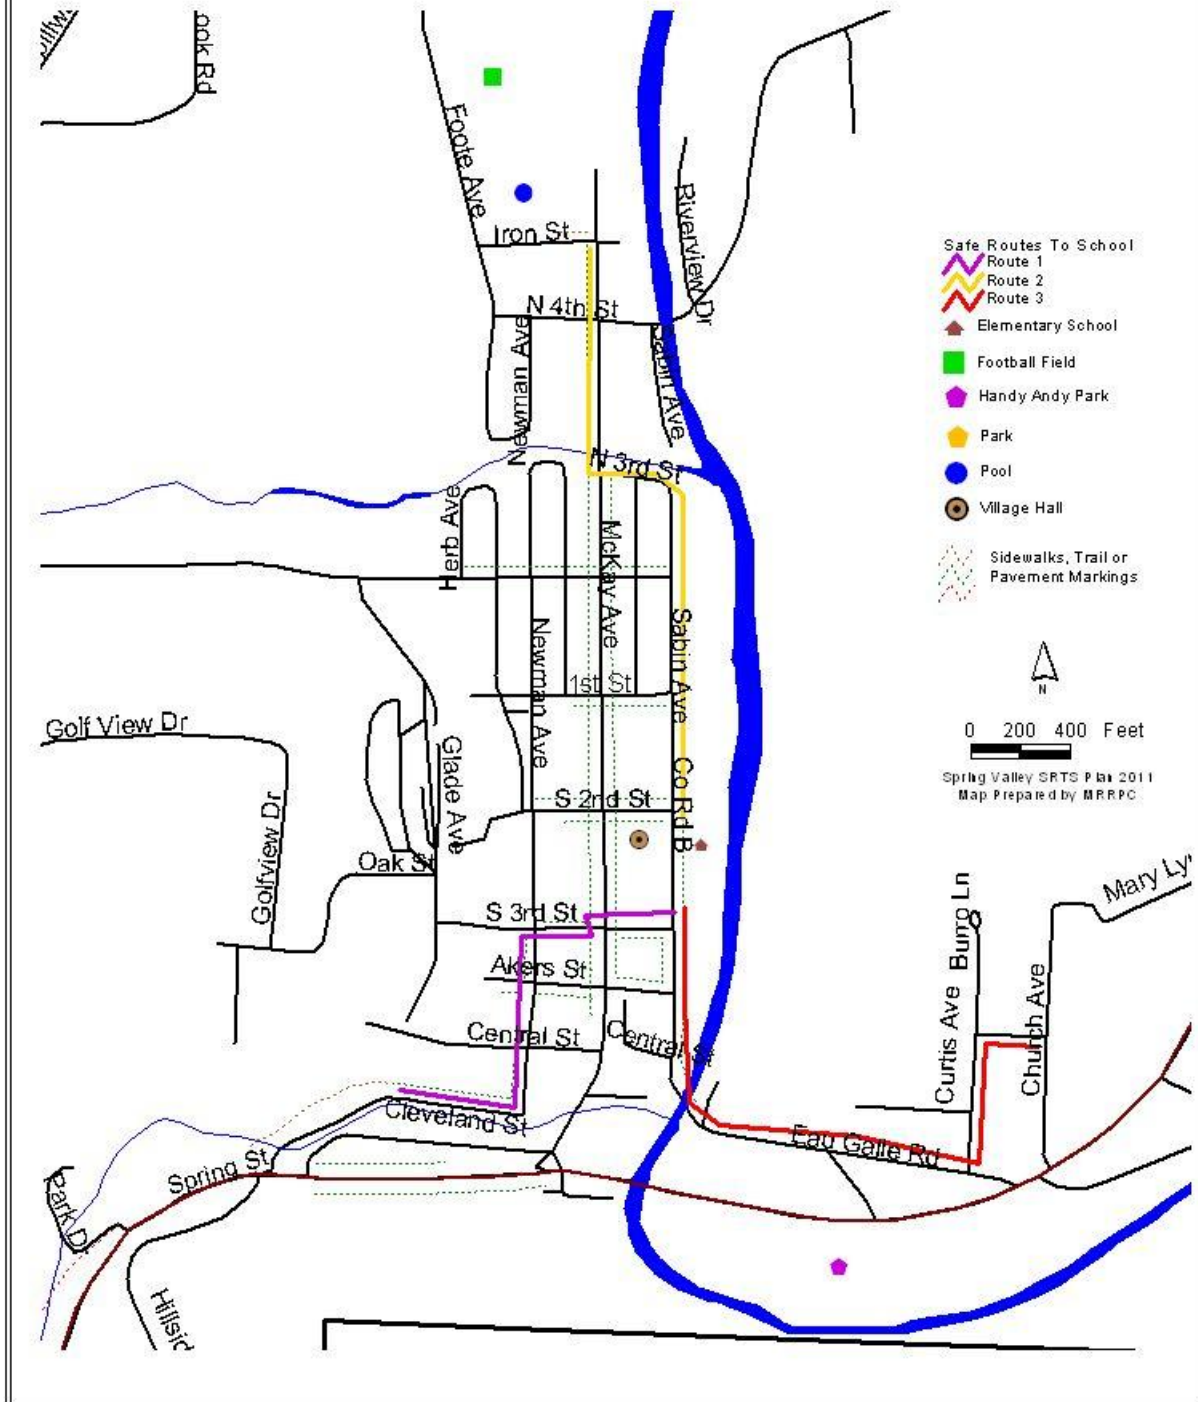 ook Rd
Foote Ave
Iron St
Riverview Dr
N 4th St
Newman Ave
Sabin Ave
N 3rd St
Haib Ave
McKay Ave
Newman Ave
Sabin Ave
1st St
Golf View Dr
Glade Ave
Co Rd B
S 2nd St
Golfview Dr
Oak St
S 3rd St
Akers St
Central St
Central St
Cleveland St
Spring St
Park D
Hillsid
Eau Galle Rd
Curtis Ave
Burro Ln
Church Ave
Mary Ly
Safe Routes To School
Route 1
Route 2
Route 3
Elementary School
Football Field
Handy Andy Park
Park
Pool
Village Hall
Sidewalks, Trail or
Pavement Markings
N
0 200 400 Feet
Spring Valley SRTS Plan 2011
Map Prepared by MRRPC